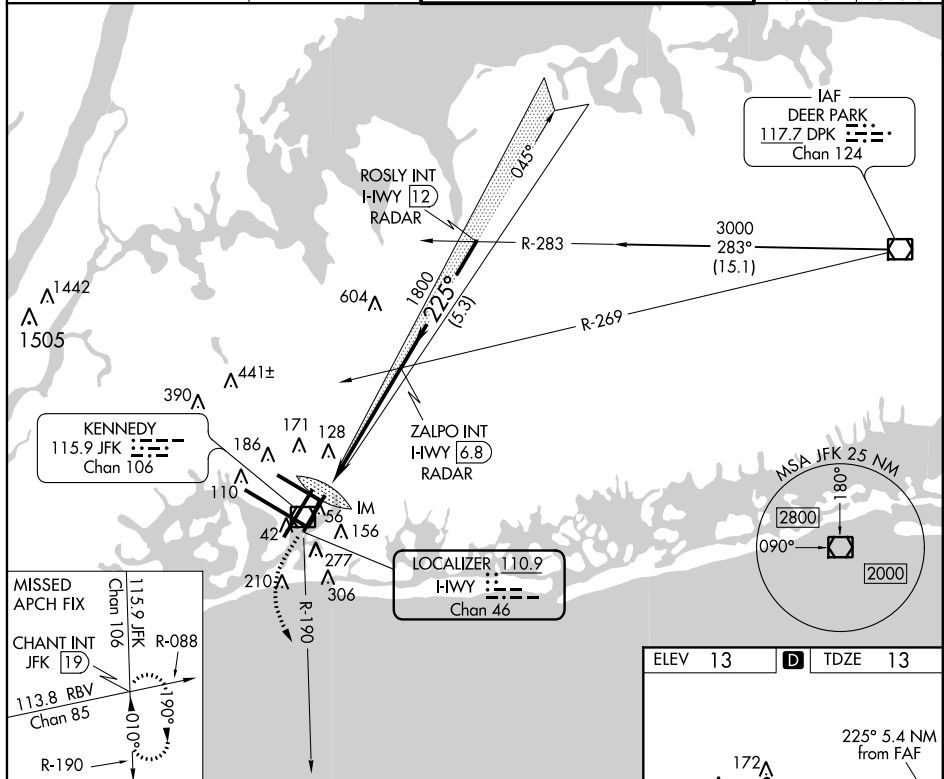 IAF
DEER PARK
117.7 DPK
Chan 124
ROSLY INT
I-IWY 12
RADAR
045°
R-283
3000
283°
(15.1)
1800
225°
(5.3)
604
R-269
1442
1505
441±
390
KENNEDY
115.9 JFK
Chan 106
171
128
186
110
ZALPO INT
I-IWY 6.8
RADAR
IM
56
42
156
277
210
306
R-190
LOCALIZER 110.9
I-IWY
Chan 46
MSA JFK 25 NM
180°
2800
090°
2000
MISSED
APCH FIX
115.9 JFK
Chan 106
CHANT INT
JFK 19
R-088
113.8 RBV
Chan 85
190°
010°
R-190
ELEV 13
D
TDZE 13
225° 5.4 NM
from FAF
172